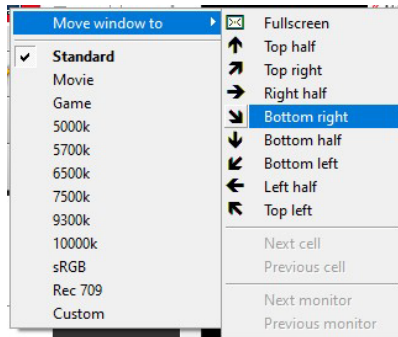 Move window to
Standard
Movie
Game
5000k
5700k
6500k
7500k
9300k
10000k
sRGB
Rec 709
Custom
Fullscreen
Top half
Top right
Right half
Bottom right
Bottom half
Bottom left
Left half
Top left
Next cell
Previous cell
Next monitor
Previous monitor